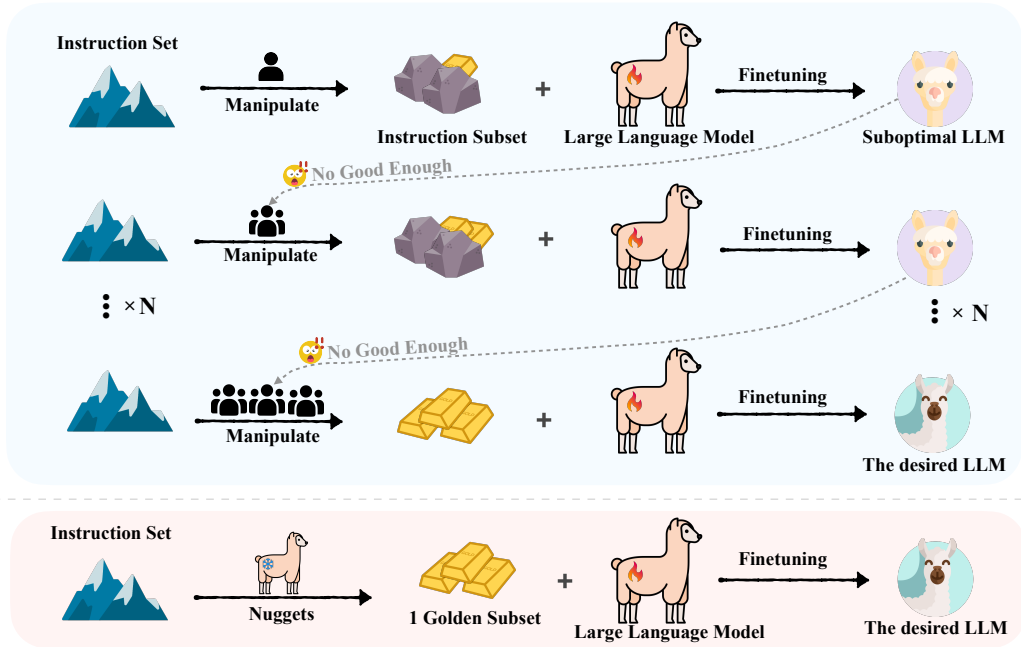 Instruction Set
Manipulate
Instruction Subset
+
Large Language Model
Finetuning
Suboptimal LLM
No Good Enough
Manipulate
+
Finetuning
× N
× N
No Good Enough
Manipulate
+
Finetuning
The desired LLM
Instruction Set
Nuggets
1 Golden Subset
+
Large Language Model
Finetuning
The desired LLM